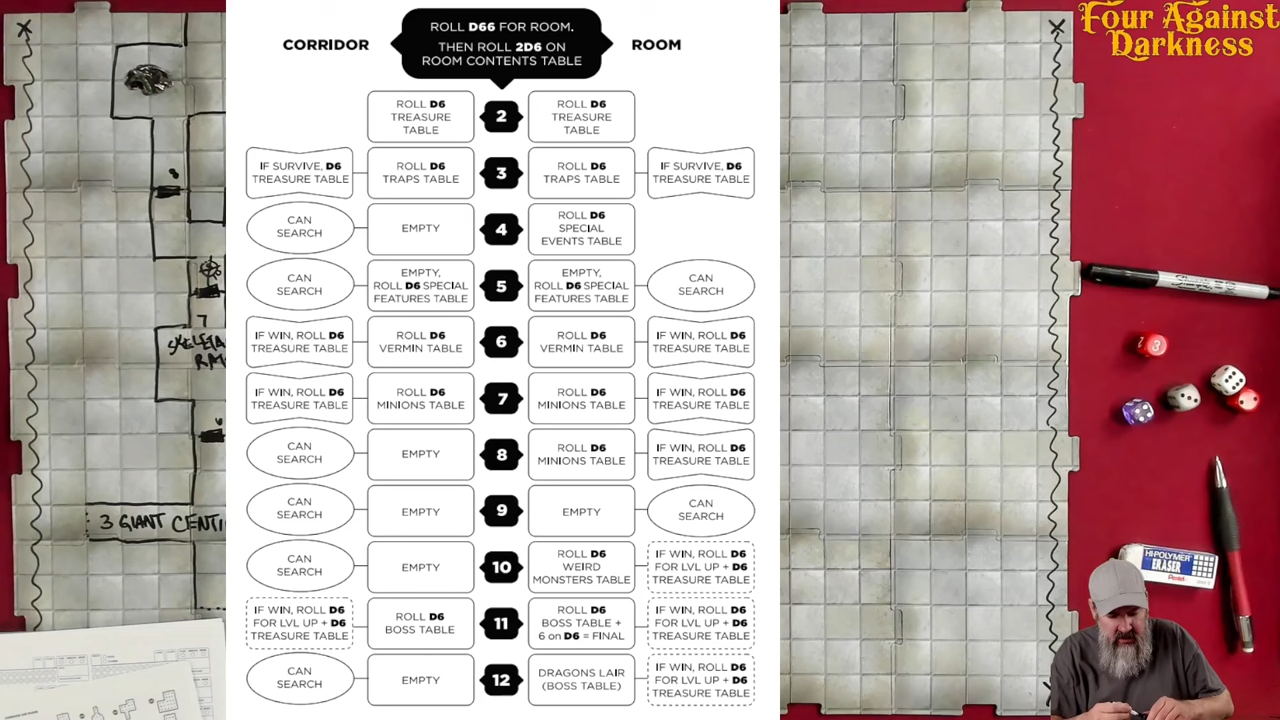 Four Against
Darkness
ROLL D66 FOR ROOM.
THEN ROLL 2D6 ON
ROOM CONTENTS TABLE
CORRIDOR
ROOM
ROLL D6
TREASURE
TABLE
2
ROLL D6
TREASURE
TABLE
IF SURVIVE, D6
TREASURE TABLE
ROLL D6
TRAPS TABLE
3
ROLL D6
TRAPS TABLE
IF SURVIVE, D6
TREASURE TABLE
CAN
SEARCH
EMPTY
4
ROLL D6
SPECIAL
EVENTS TABLE
CAN
SEARCH
EMPTY,
ROLL D6 SPECIAL
FEATURES TABLE
5
EMPTY,
ROLL D6 SPECIAL
FEATURES TABLE
CAN
SEARCH
IF WIN, ROLL D6
TREASURE TABLE
ROLL D6
VERMIN TABLE
6
ROLL D6
VERMIN TABLE
IF WIN, ROLL D6
TREASURE TABLE
IF WIN, ROLL D6
TREASURE TABLE
ROLL D6
MINIONS TABLE
7
ROLL D6
MINIONS TABLE
IF WIN, ROLL D6
TREASURE TABLE
CAN
SEARCH
EMPTY
8
ROLL D6
MINIONS TABLE
IF WIN, ROLL D6
TREASURE TABLE
CAN
SEARCH
EMPTY
9
EMPTY
CAN
SEARCH
CAN
SEARCH
EMPTY
10
ROLL D6
WEIRD
MONSTERS TABLE
IF WIN, ROLL D6
FOR LVL UP + D6
TREASURE TABLE
IF WIN, ROLL D6
FOR LVL UP + D6
TREASURE TABLE
ROLL D6
BOSS TABLE
11
ROLL D6
BOSS TABLE +
6 on D6 = FINAL
IF WIN, ROLL D6
FOR LVL UP + D6
TREASURE TABLE
CAN
SEARCH
EMPTY
12
DRAGONS LAIR
(BOSS TABLE)
IF WIN, ROLL D6
FOR LVL UP + D6
TREASURE TABLE
7
3 GIANT CENTI
Sharpie
3
HI-POLYMER
ERASER
Pentel